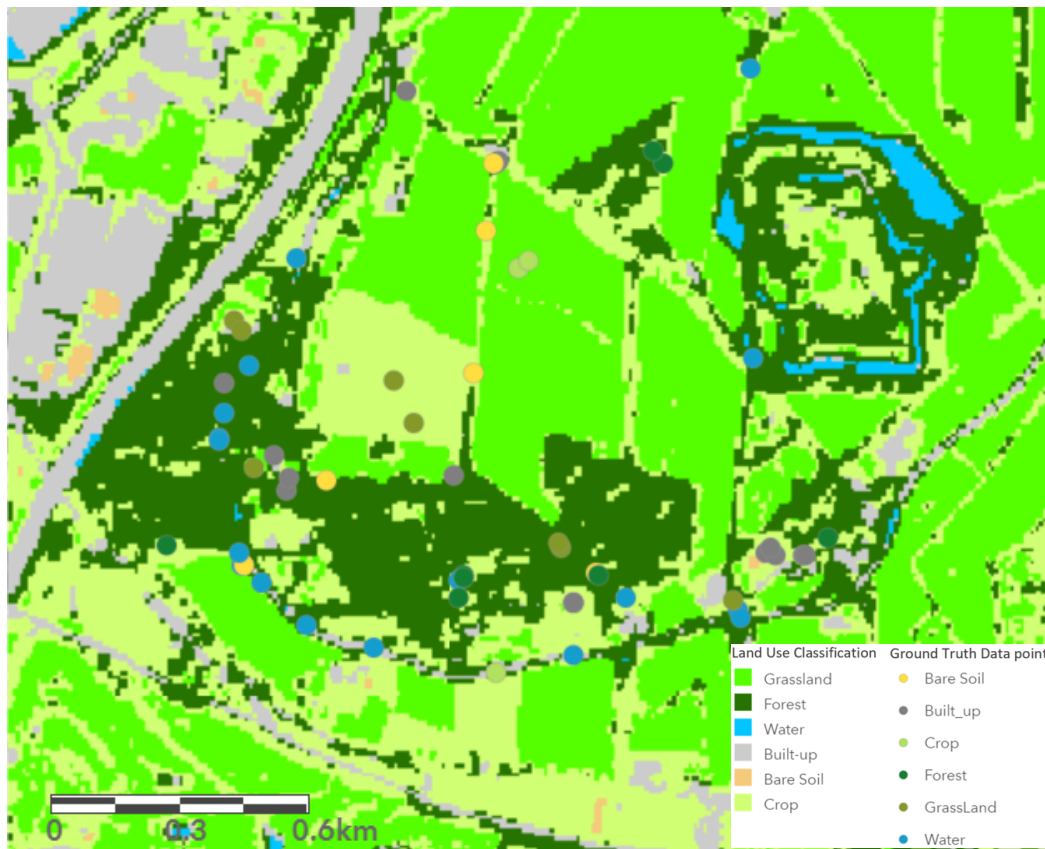 Land Use Classification
Grassland
Forest
Water
Built-up
Bare Soil
Crop
Ground Truth Data point
Bare Soil
Built_up
Crop
Forest
GrassLand
Water
0 0.3 0.6km